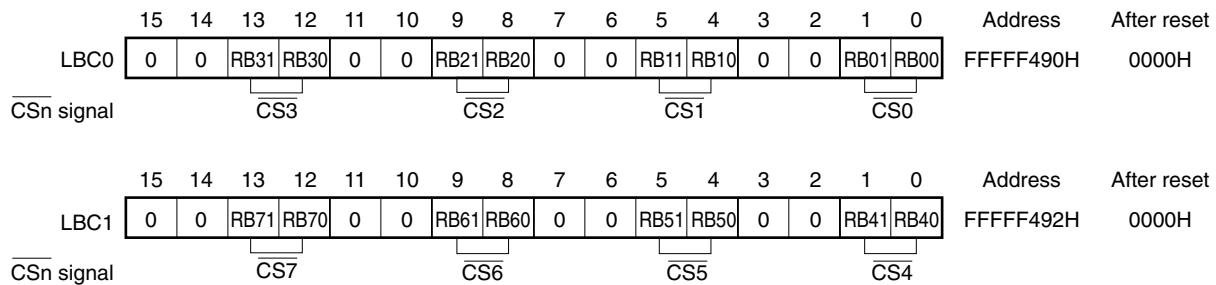 15 14 13 12 11 10 9 8 7 6 5 4 3 2 1 0 Address After reset
LBC0 0 0 RB31 RB30 0 0 RB21 RB20 0 0 RB11 RB10 0 0 RB01 RB00 FFFFF490H 0000H
CSn signal CS3 CS2 CS1 CS0
15 14 13 12 11 10 9 8 7 6 5 4 3 2 1 0 Address After reset
LBC1 0 0 RB71 RB70 0 0 RB61 RB60 0 0 RB51 RB50 0 0 RB41 RB40 FFFFF492H 0000H
CSn signal CS7 CS6 CS5 CS4